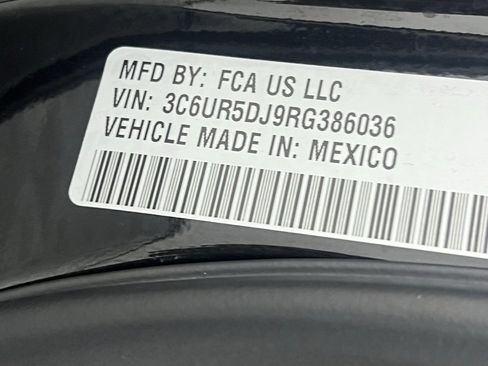 MFD BY: FCA US LLC
VIN: 3C6UR5DJ9RG386036
VEHICLE MADE IN: MEXICO